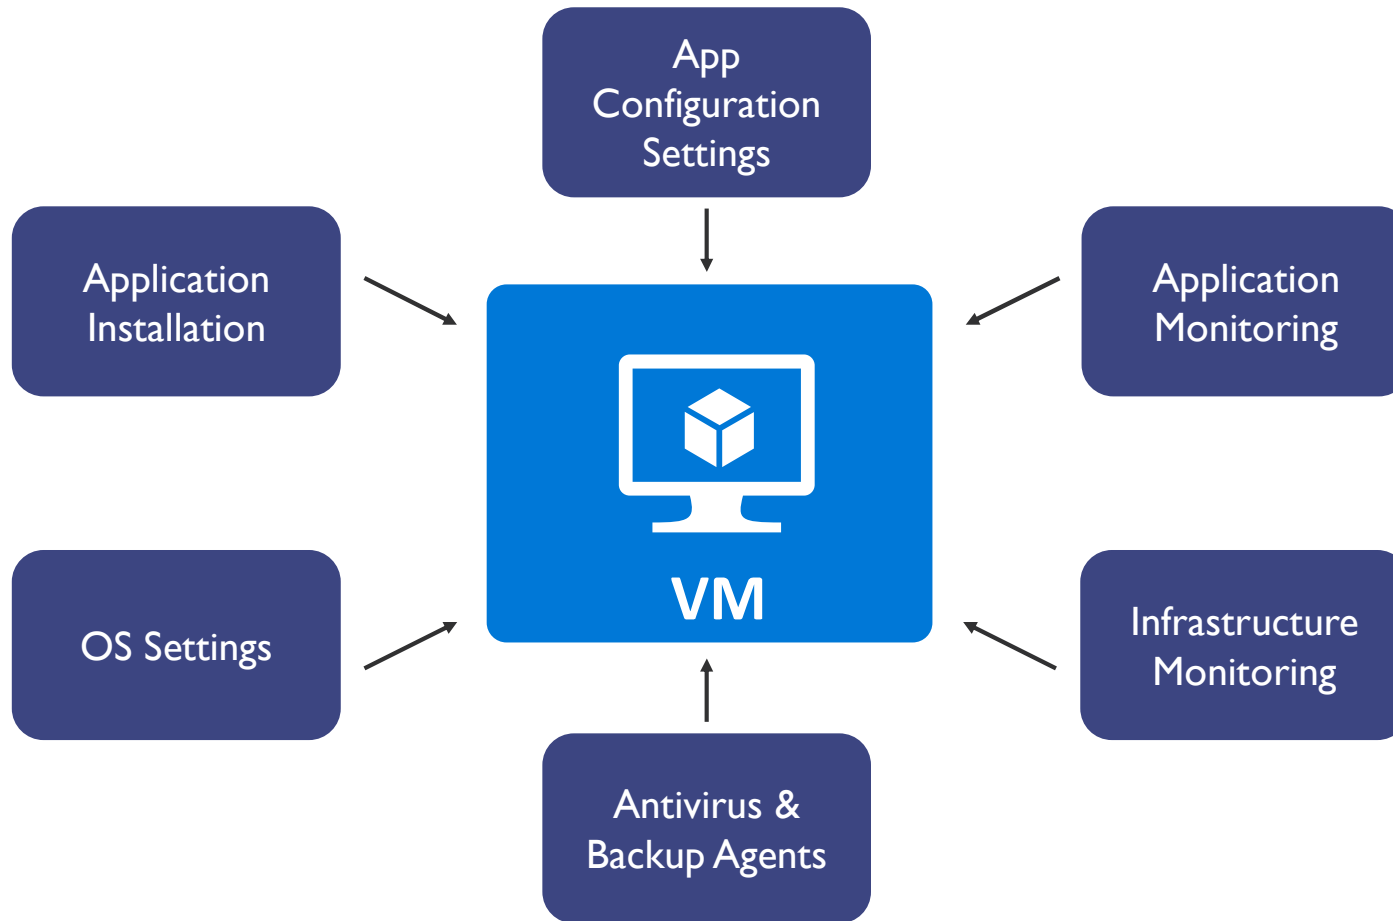 App
Configuration
Settings
Application
Installation
Application
Monitoring
VM
OS Settings
Infrastructure
Monitoring
Antivirus &
Backup Agents